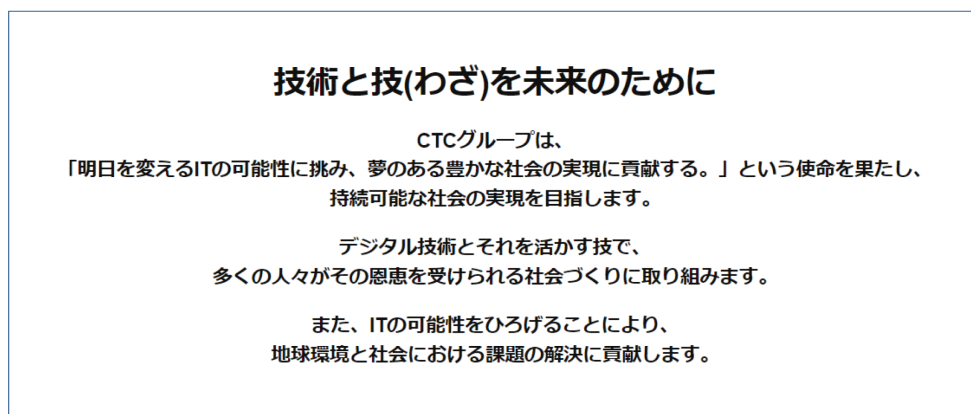 技術と技(わざ)を未来のために
CTCグループは、
「明日を変えるITの可能性に挑み、夢のある豊かな社会の実現に貢献する。」という使命を果たし、
持続可能な社会の実現を目指します。
デジタル技術とそれを活かす技で、
多くの人々がその恩恵を受けられる社会づくりに取り組みます。
また、ITの可能性をひろげることにより、
地球環境と社会における課題の解決に貢献します。